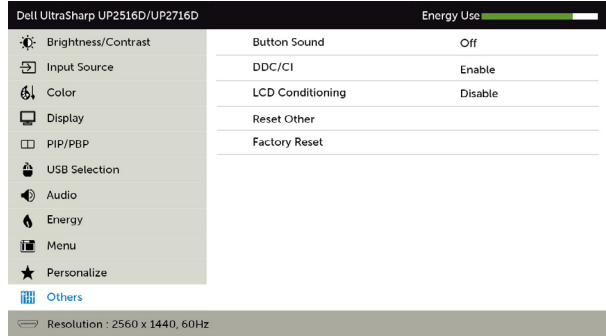 Dell UltraSharp UP2516D/UP2716D Energy Use
Brightness/Contrast Button Sound Off
Input Source DDC/CI Enable
Color LCD Conditioning Disable
Display Reset Other
PIP/PBP Factory Reset
USB Selection
Audio
Energy
Menu
Personalize
Others
Resolution : 2560 x 1440, 60Hz